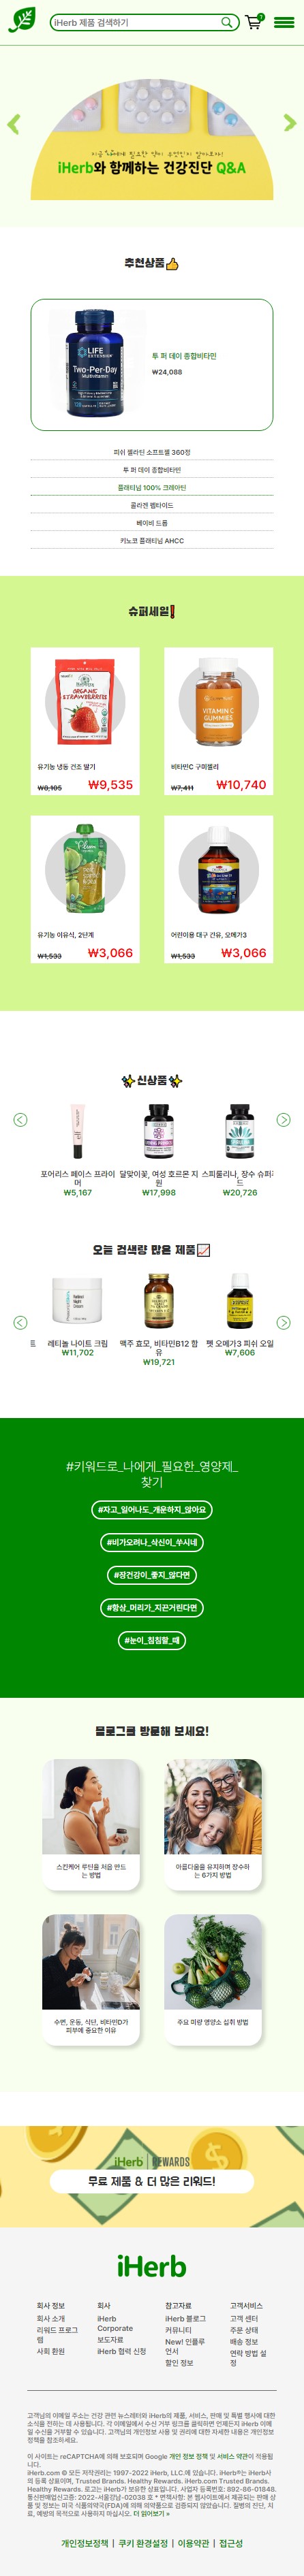 iHerb 제품 검색하기
iHerb와 함께하는 건강진단 Q&A
추천상품
LIFE EXTENSION
Two-Per-Day
Multivitamin
투 퍼 데이 종합비타민
₩24,088
피쉬 젤라틴 소프트젤 360정
투 퍼 데이 종합비타민
플래티넘 100% 크레아틴
콜라겐 펩타이드
베이비 드롭
키노코 플래티넘 AHCC
슈퍼세일
ORGANIC
STRAWBERRIES
VITAMIN C
GUMMIES
유기농 냉동 건조 딸기
₩8,105 ₩9,535
비타민C 구미젤리
₩7,411 ₩10,740
유기농 이유식, 2단계
₩1,533 ₩3,066
어린이용 대구 간유, 오메가3
₩1,533 ₩3,066
신상품
포어리스 페이스 프라이
머
₩5,167
달맞이꽃, 여성 호르몬 지
원
₩17,998
스피룰리나, 장수 슈퍼
드
₩20,726
오늘 검색량 많은 제품
트
레티놀 나이트 크림
₩11,702
맥주 효모, 비타민B12 함
유
₩19,721
펫 오메가3 피쉬 오일
₩7,606
#키워드로_나에게_필요한_영양제_
찾기
#자고_일어나도_개운하지_않아요
#비가오려나_삭신이_쑤시네
#장건강이_좋지_않다면
#항상_머리가_지끈거린다면
#눈이_침침할_때
블로그를 방문해 보세요!
스킨케어 루틴을 처음 만드
는 방법
아름다움을 유지하며 장수하
는 6가지 방법
수면, 운동, 식단, 비타민D가
피부에 중요한 이유
주요 미량 영양소 섭취 방법
iHerb | REWARDS
무료 제품 & 더 많은 리워드!
iHerb
회사 정보
회사 소개
리워드 프로그
램
사회 환원
회사
iHerb
Corporate
보도자료
iHerb 협력 신청
참고자료
iHerb 블로그
커뮤니티
New! 인플루
언서
할인 정보
고객서비스
고객 센터
주문 상태
배송 정보
연락 방법 설
정
고객님의 이메일 주소는 건강 관련 뉴스레터와 iHerb의 제품, 서비스, 판매 및 특별 행사에 대한
소식을 전하는 데 사용됩니다. 각 이메일에서 수신 거부 링크를 클릭하면 언제든지 iHerb 이메
일 수신을 거부할 수 있습니다. 고객님의 개인정보 사용 및 권리에 대한 자세한 내용은 개인정보
정책을 참조하세요.
이 사이트는 reCAPTCHA에 의해 보호되며 Google 개인 정보 정책 및 서비스 약관이 적용됩
니다.
iHerb.com © 모든 저작권리는 1997-2022 iHerb, LLC.에 있습니다. iHerb®는 iHerb사
의 등록 상표이며, Trusted Brands. Healthy Rewards. iHerb.com Trusted Brands.
Healthy Rewards. 로고는 iHerb가 보유한 상표입니다. 사업자 등록번호: 892-86-01848.
통신판매업신고증: 2022-서울강남-02038 호 * 면책사항: 본 웹사이트에서 제공되는 판매 상
품 및 정보는 미국 식품의약국(FDA)에 의해 의약품으로 검증되지 않았습니다. 질병의 진단, 치
료, 예방의 목적으로 사용하지 마십시오. 더 읽어보기 »
개인정보정책 | 쿠키 환경설정 | 이용약관 | 접근성